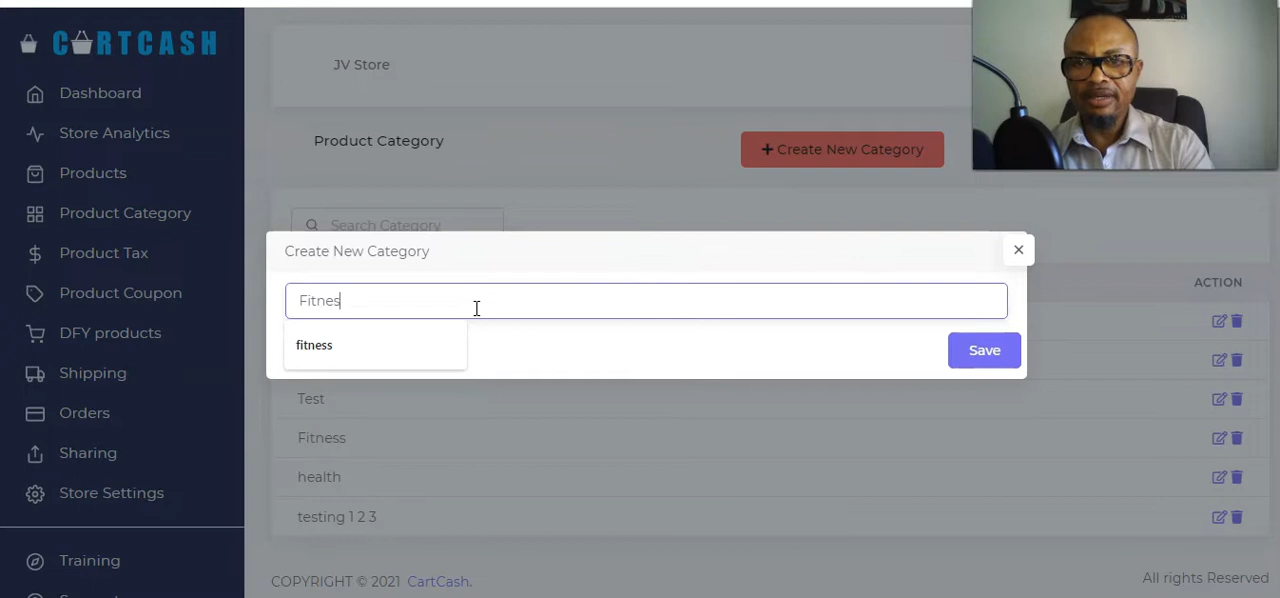 CARTCASH
Dashboard
Store Analytics
Products
Product Category
Product Tax
Product Coupon
DFY products
Shipping
Orders
Sharing
Store Settings
Training
JV Store
Product Category
+ Create New Category
Search Category
Create New Category
×
Fitnes
fitness
Save
ACTION
Test
Fitness
health
testing 1 2 3
COPYRIGHT © 2021 CartCash.
All rights Reserved